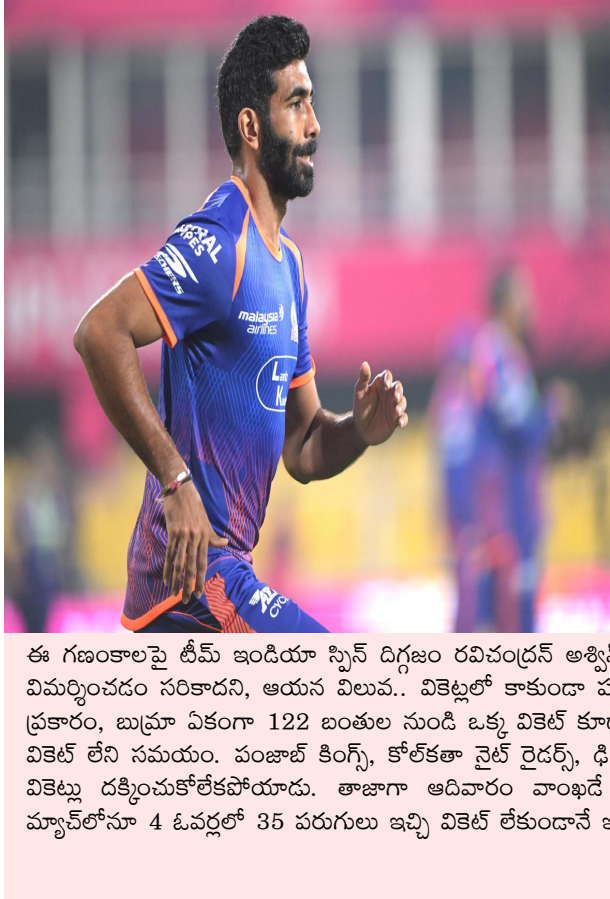 malaysia
airlines
ఈ గణంకాలపై టీమ్ ఇండియా స్పిన్ దిగ్గజం రవిచంద్రన్
విమర్శించడం సరికాదని, ఆయన విలువ.. వికెట్లలో కాకుండా
ప్రకారం, బుమ్రా ఏకంగా 122 బంతుల నుండి ఒక్క వికెట్
వికెట్ లేని సమయం. పంజాబ్ కింగ్స్, కోల్‌కతా నైట్ రైడర్స్,
వికెట్లు దక్కించుకోలేకపోయాడు. తాజాగా ఆదివారం వాంఖడే
మ్యాచ్‌లోనూ 4 ఓవర్లలో 35 పరుగులు ఇచ్చి వికెట్ లేకుండానే